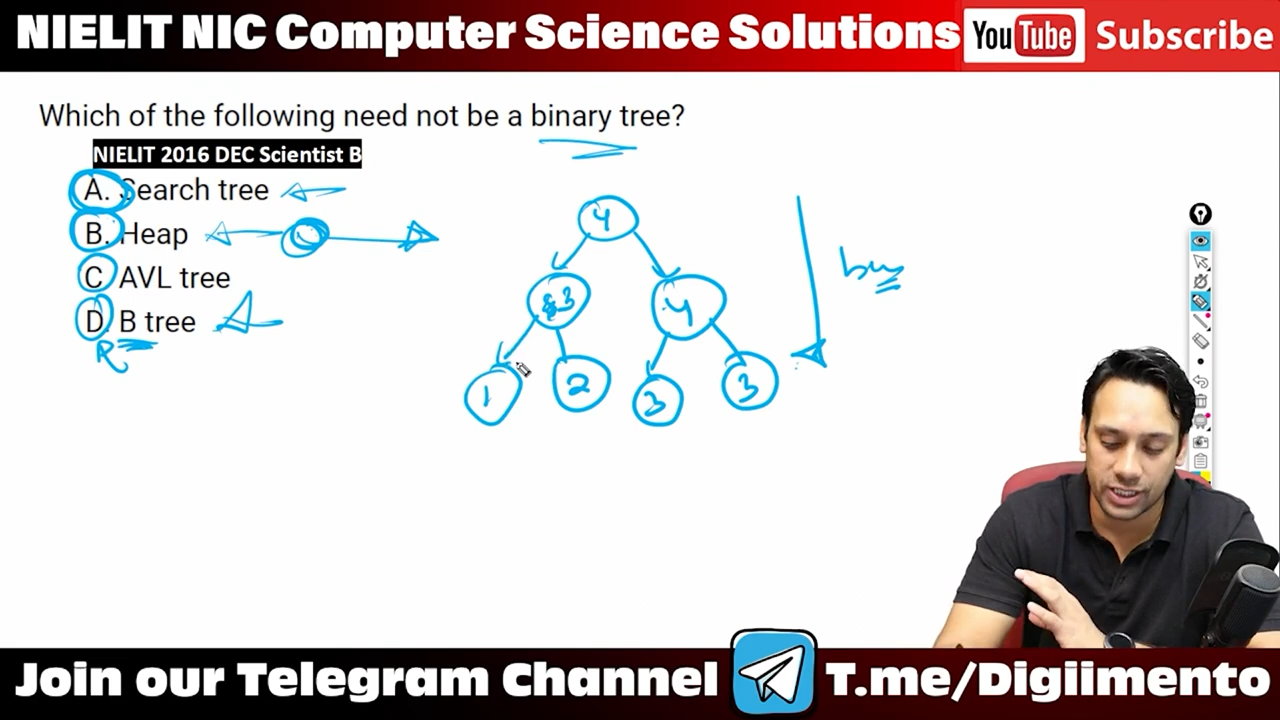 NIELIT NIC Computer Science Solutions YouTube Subscribe
Which of the following need not be a binary tree?
NIELIT 2016 DEC Scientist B
A. Search tree
B. Heap
C AVL tree
D. B tree
4
3 4
1 2 3 3
Join our Telegram Channel T.me/Digiimento